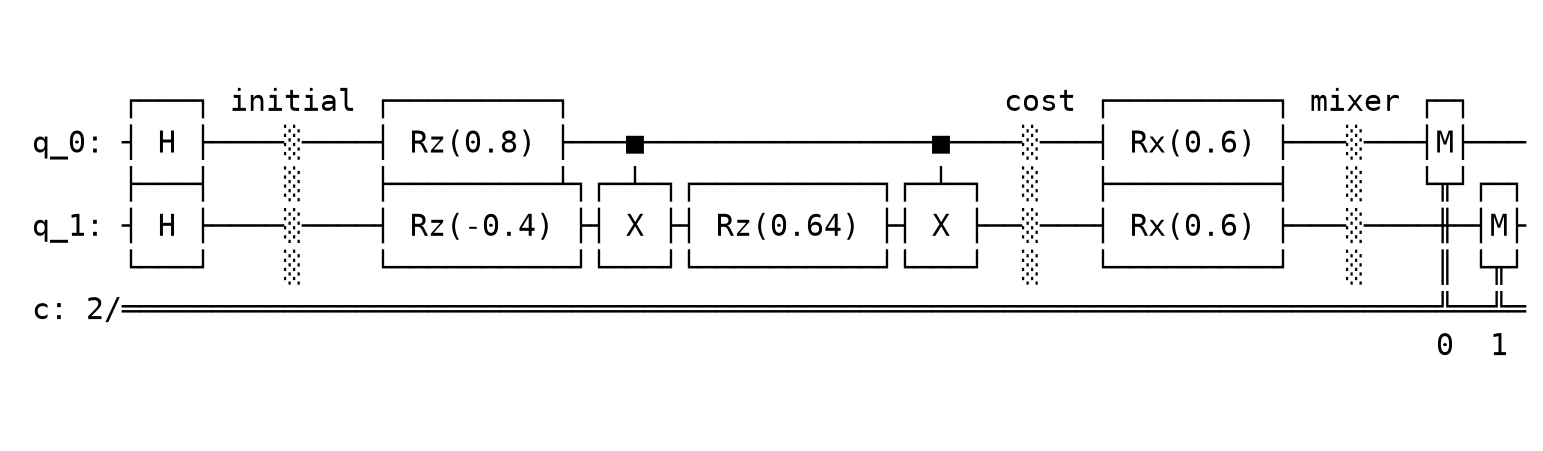 initial cost mixer
q_0: H Rz(0.8) Rx(0.6) M
q_1: H Rz(-0.4) X Rz(0.64) X Rx(0.6) M
c: 2/
0 1